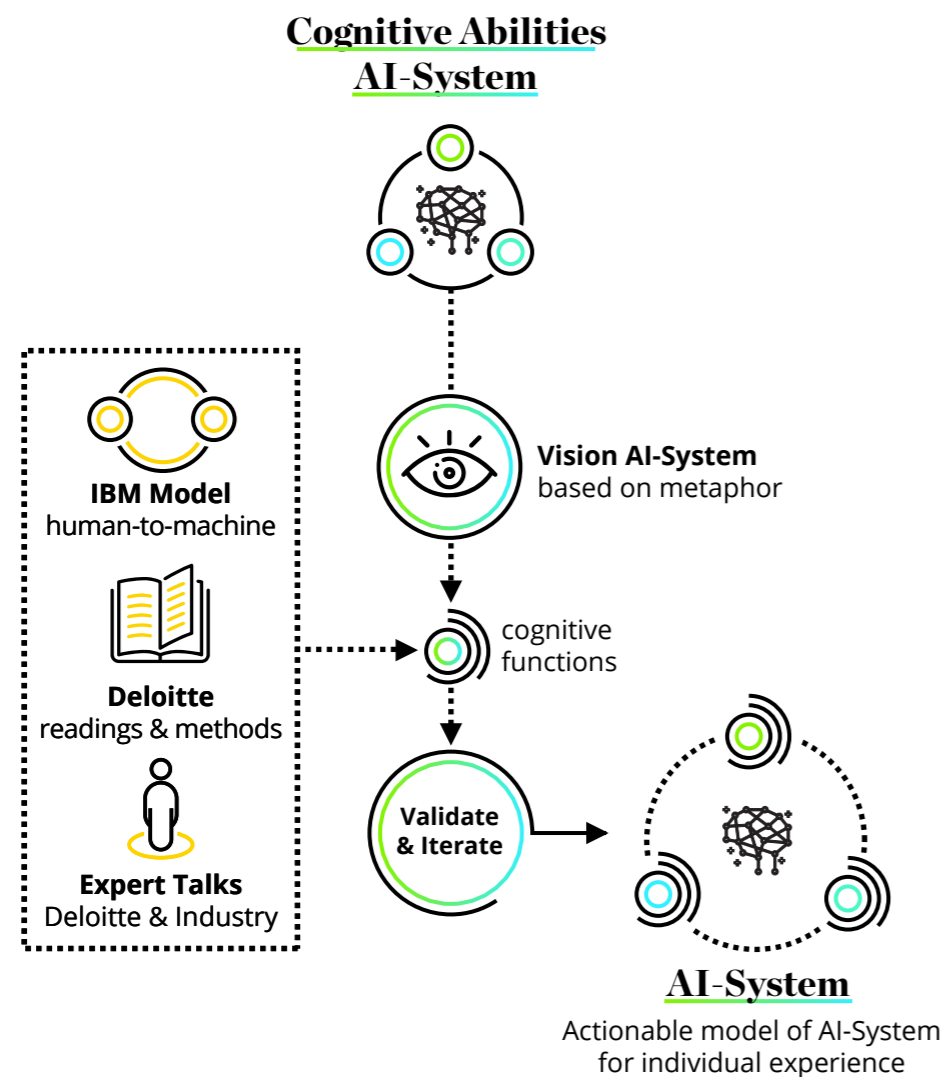 Cognitive Abilities
AI-System
Vision AI-System
based on metaphor
IBM Model
human-to-machine
Deloitte
readings & methods
Expert Talks
Deloitte & Industry
cognitive
functions
Validate
& Iterate
AI-System
Actionable model of AI-System
for individual experience